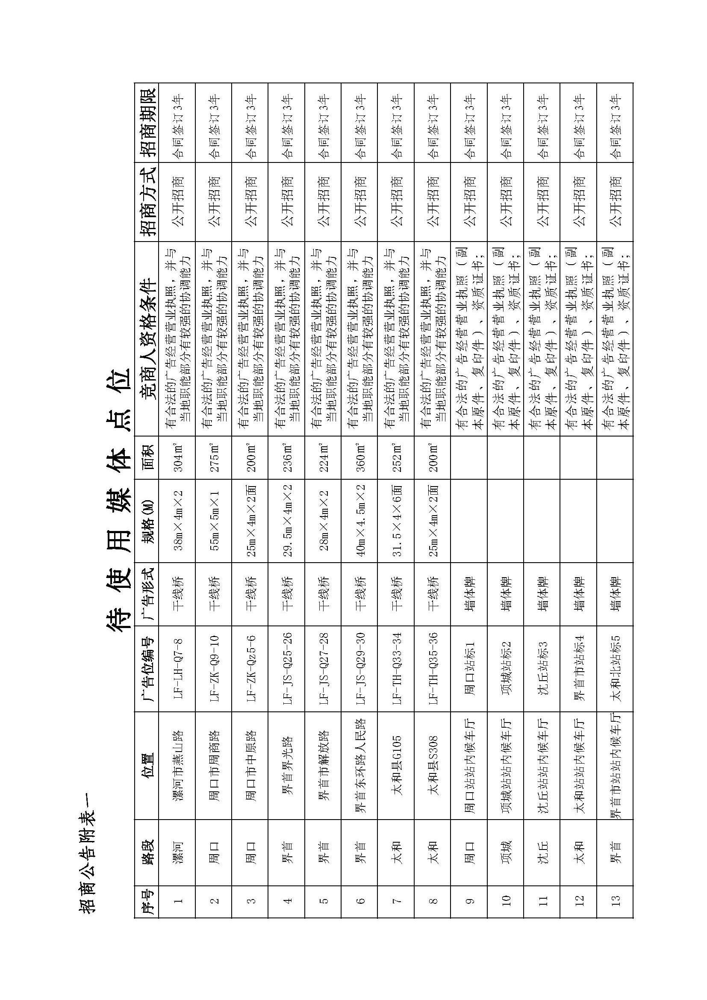 招商公告附表一
待使用媒体点位
序号 路段 位置 广告位编号 广告形式 规格(M) 面积 竞商人资格条件 招商方式 招商期限
1 漯河 漯河市燕山路 LF-LH-Q7-8 干线桥 38m×4m×2 304㎡ 有合法的广告经营营业执照，并与当地职能部分有较强的协调能力 公开招商 合同签订3年
2 周口 周口市周商路 LF-ZK-Q9-10 干线桥 55m×5m×1 275㎡ 有合法的广告经营营业执照，并与当地职能部分有较强的协调能力 公开招商 合同签订3年
3 周口 周口市中原路 LF-ZK-Qz5-6 干线桥 25m×4m×2面 200㎡ 有合法的广告经营营业执照，并与当地职能部分有较强的协调能力 公开招商 合同签订3年
4 界首 界首界光路 LF-JS-Q25-26 干线桥 29.5m×4m×2 236㎡ 有合法的广告经营营业执照，并与当地职能部分有较强的协调能力 公开招商 合同签订3年
5 界首 界首市解放路 LF-JS-Q27-28 干线桥 28m×4m×2 224㎡ 有合法的广告经营营业执照，并与当地职能部分有较强的协调能力 公开招商 合同签订3年
6 界首 界首东环路人民路 LF-JS-Q29-30 干线桥 40m×4.5m×2 360㎡ 有合法的广告经营营业执照，并与当地职能部分有较强的协调能力 公开招商 合同签订3年
7 太和 太和县G105 LF-TH-Q33-34 干线桥 31.5×4×6面 252㎡ 有合法的广告经营营业执照，并与当地职能部分有较强的协调能力 公开招商 合同签订3年
8 太和 太和县S308 LF-TH-Q35-36 干线桥 25m×4m×2面 200㎡ 有合法的广告经营营业执照，并与当地职能部分有较强的协调能力 公开招商 合同签订3年
9 周口 周口站站内候车厅 周口站标1 墙体牌 有合法的广告经营营业执照（副本原件、复印件）、资质证书； 公开招商 合同签订3年
10 项城 项城站站内候车厅 项城站标2 墙体牌 有合法的广告经营营业执照（副本原件、复印件）、资质证书； 公开招商 合同签订3年
11 沈丘 沈丘站站内候车厅 沈丘站标3 墙体牌 有合法的广告经营营业执照（副本原件、复印件）、资质证书； 公开招商 合同签订3年
12 太和 太和站站内候车厅 界首市站标4 墙体牌 有合法的广告经营营业执照（副本原件、复印件）、资质证书； 公开招商 合同签订3年
13 界首 界首市站站内候车厅 太和北站标5 墙体牌 有合法的广告经营营业执照（副本原件、复印件）、资质证书； 公开招商 合同签订3年